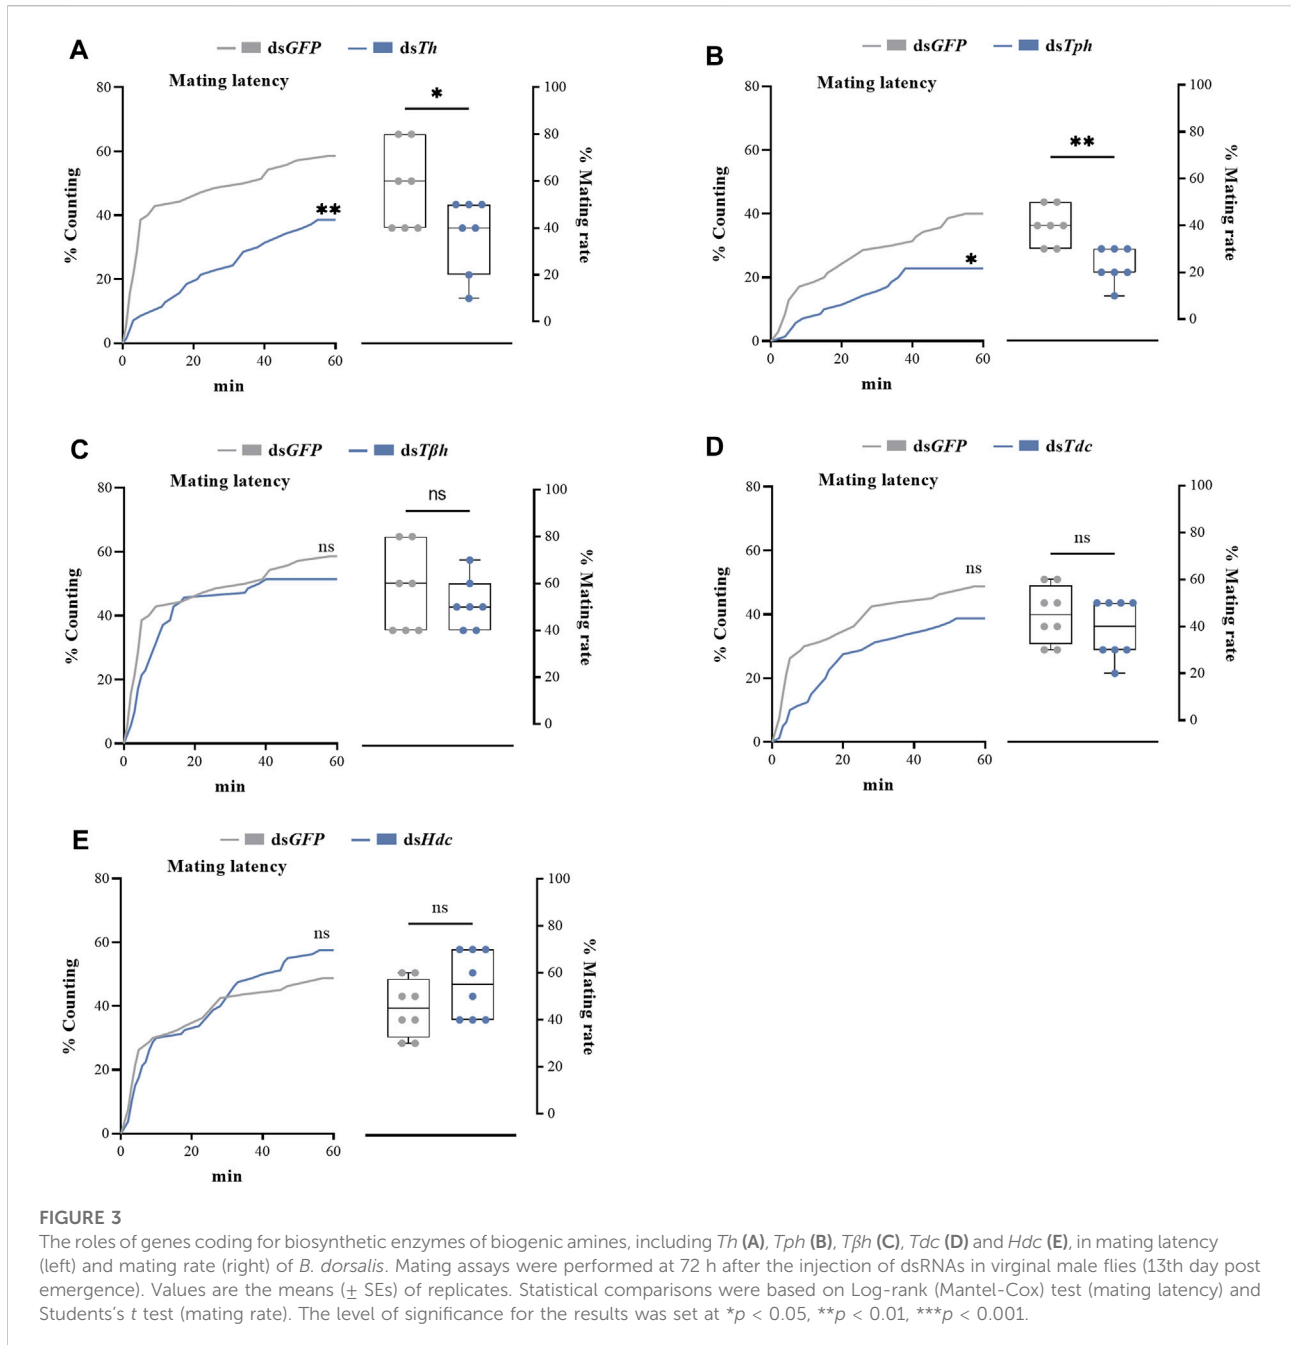 A
dsGFP dsTh
Mating latency
80
60
40
20
0
% Counting
0 20 40 60
min
**
*
100
80
60
40
20
0
% Mating rate
B
dsGFP dsTph
Mating latency
80
60
40
20
0
% Counting
0 20 40 60
min
*
**
100
80
60
40
20
0
% Mating rate
C
dsGFP dsTβh
Mating latency
80
60
40
20
0
% Counting
0 20 40 60
min
ns
ns
100
80
60
40
20
0
% Mating rate
D
dsGFP dsTdc
Mating latency
80
60
40
20
0
% Counting
0 20 40 60
min
ns
ns
100
80
60
40
20
0
% Mating rate
E
dsGFP dsHdc
Mating latency
80
60
40
20
0
% Counting
0 20 40 60
min
ns
ns
100
80
60
40
20
0
% Mating rate
FIGURE 3
The roles of genes coding for biosynthetic enzymes of biogenic amines, including Th (A), Tph (B), Tβh (C), Tdc (D) and Hdc (E), in mating latency
(left) and mating rate (right) of B. dorsalis. Mating assays were performed at 72 h after the injection of dsRNAs in virginal male flies (13th day post
emergence). Values are the means (± SEs) of replicates. Statistical comparisons were based on Log-rank (Mantel-Cox) test (mating latency) and
Students's t test (mating rate). The level of significance for the results was set at *p < 0.05, **p < 0.01, ***p < 0.001.